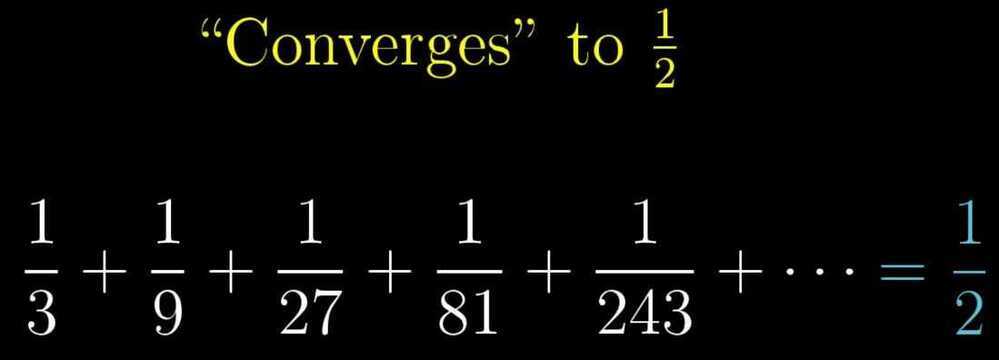 “Converges” to 1/2
1/3 + 1/9 + 1/27 + 1/81 + 1/243 + ··· = 1/2